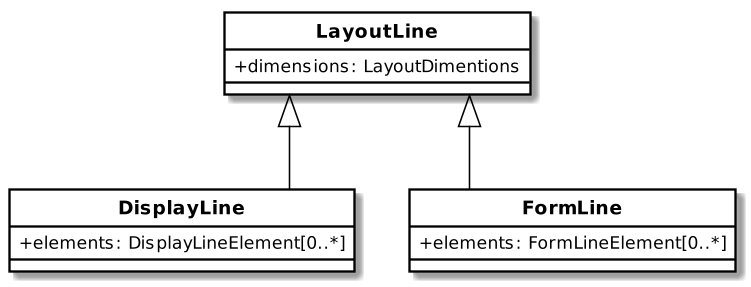 LayoutLine
+dimensions: LayoutDimentions
DisplayLine
+elements: DisplayLineElement[0..*]
FormLine
+elements: FormLineElement[0..*]